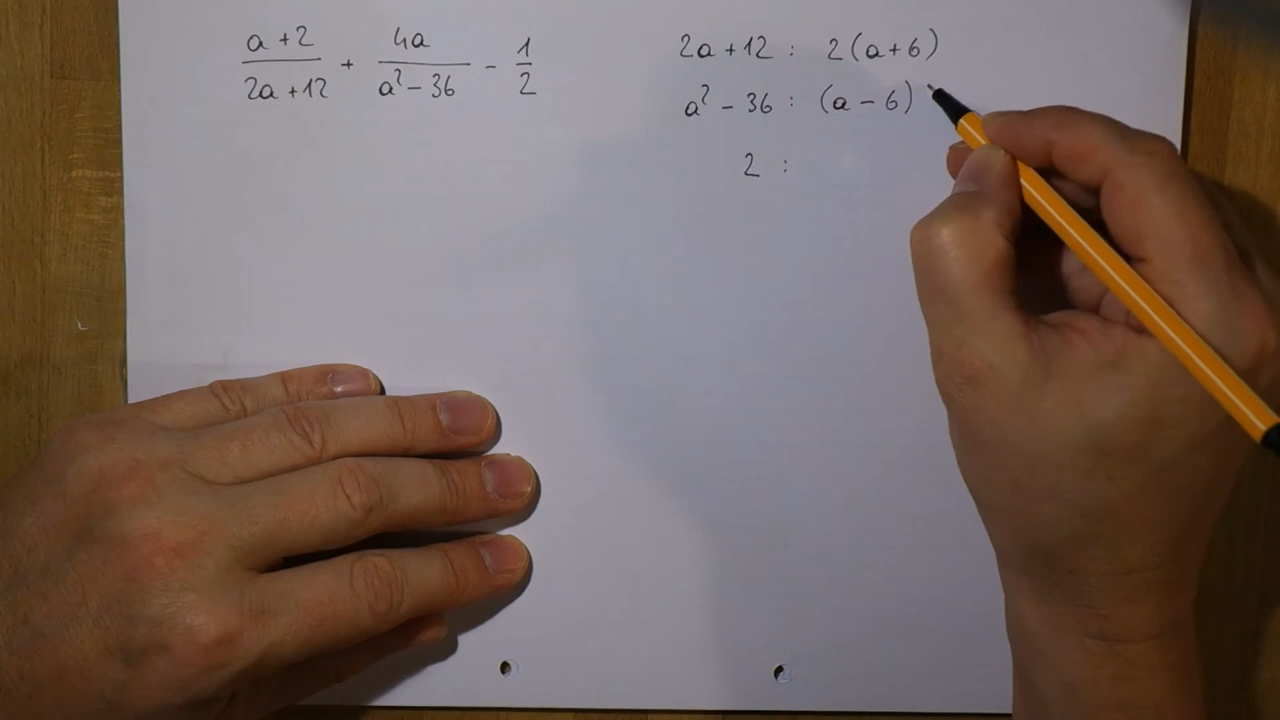 (a+2)/(2a+12) + 4a/(a²-36) - 1/2
2a+12 : 2(a+6)
a²-36 : (a-6)
2 :